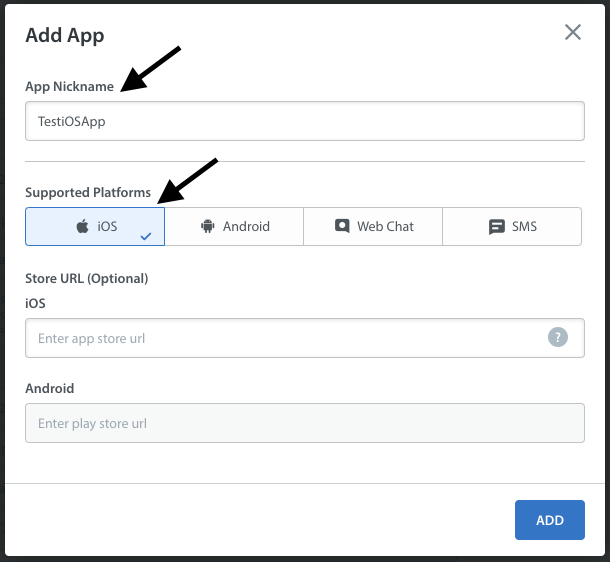 Add App
App Nickname
TestiOSApp
Supported Platforms
iOS Android Web Chat SMS
Store URL (Optional)
iOS
Enter app store url ?
Android
Enter play store url
ADD